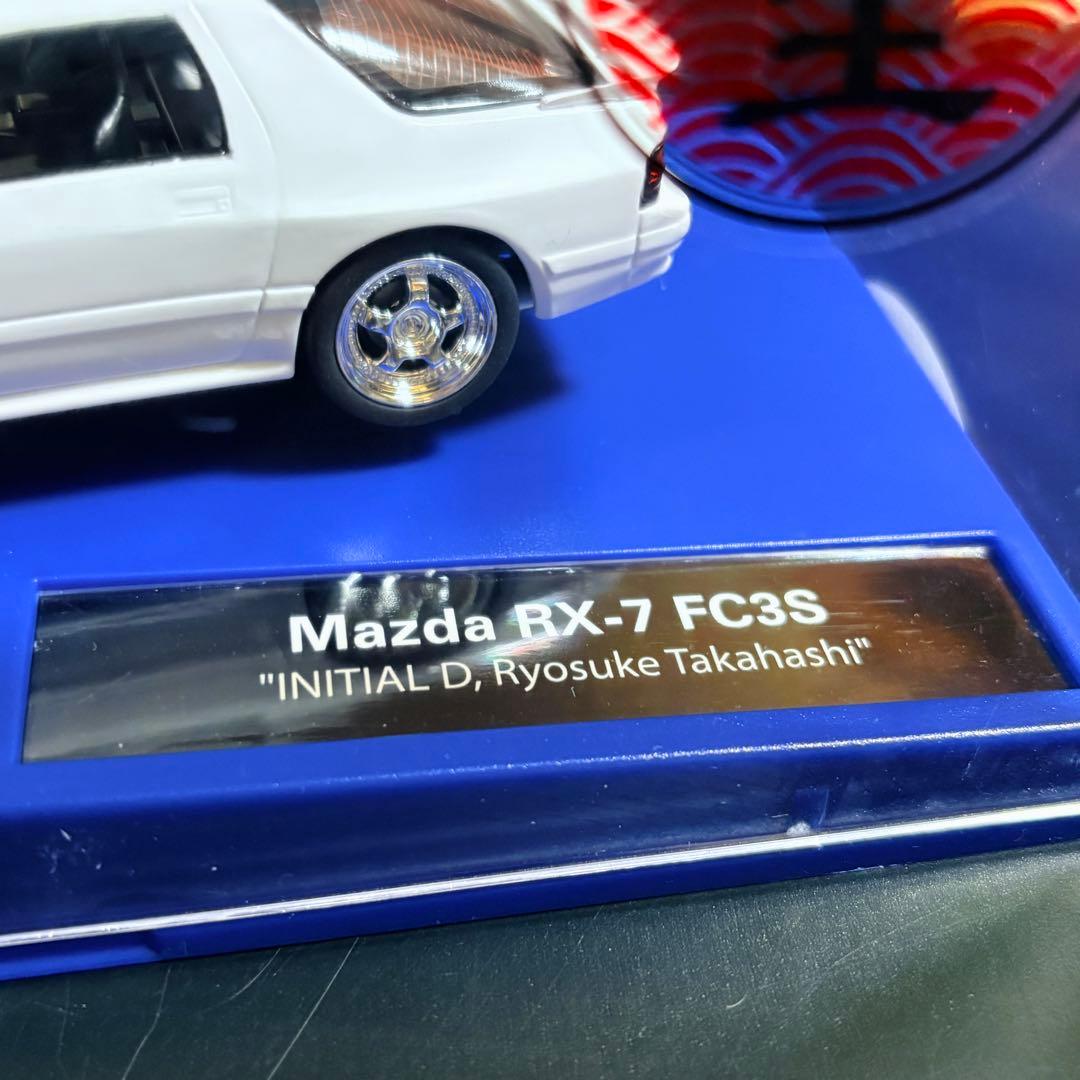 Mazda RX-7 FC3S
"INITIAL D, Ryosuke Takahashi"